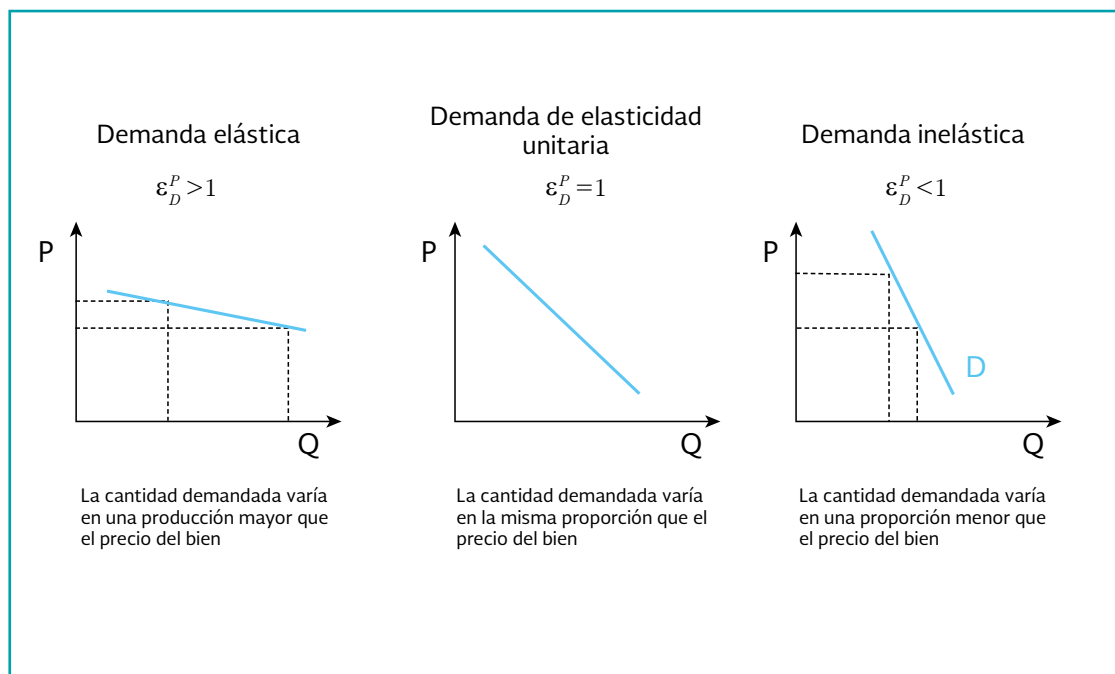 Demanda elástica
ε_D^P >1
P
Q
La cantidad demandada varía
en una producción mayor que
el precio del bien
Demanda de elasticidad
unitaria
ε_D^P =1
P
Q
La cantidad demandada varía
en la misma proporción que el
precio del bien
Demanda inelástica
ε_D^P <1
P
D
Q
La cantidad demandada varía
en una proporción menor que
el precio del bien